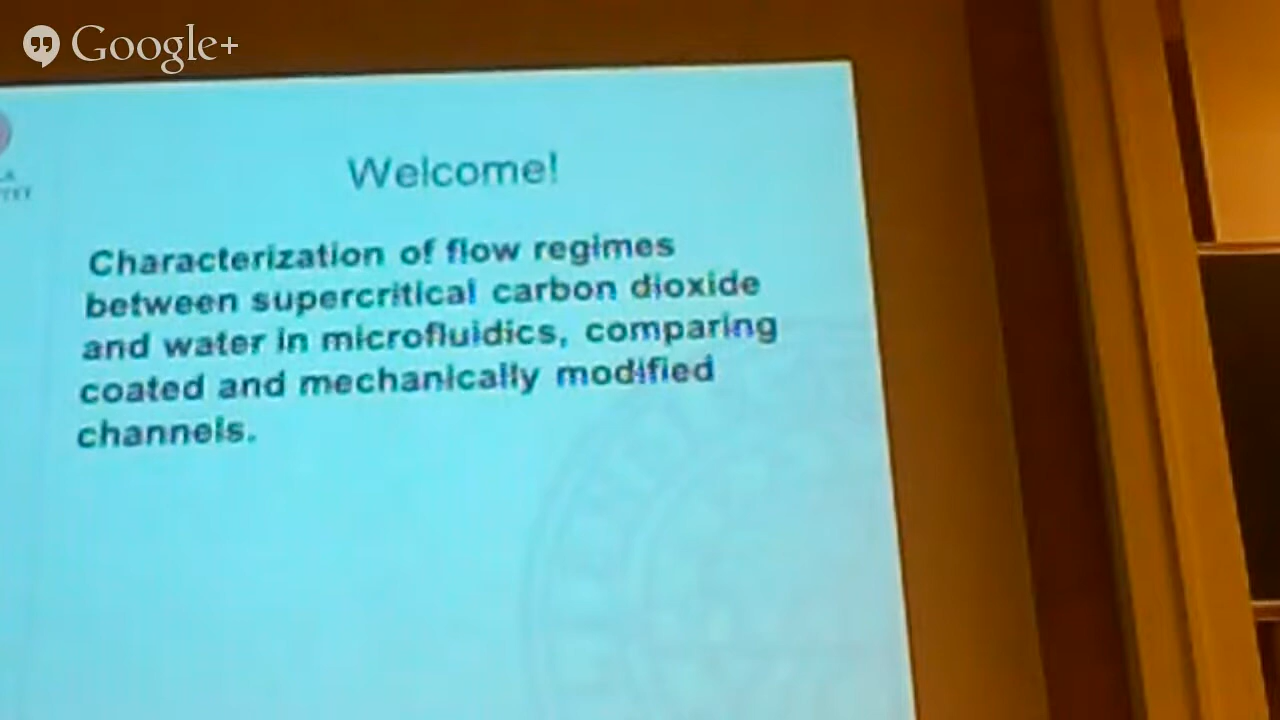 Google+
Welcome!
Characterization of flow regimes
between supercritical carbon dioxide
and water in microfluidics, comparing
coated and mechanically modified
channels.